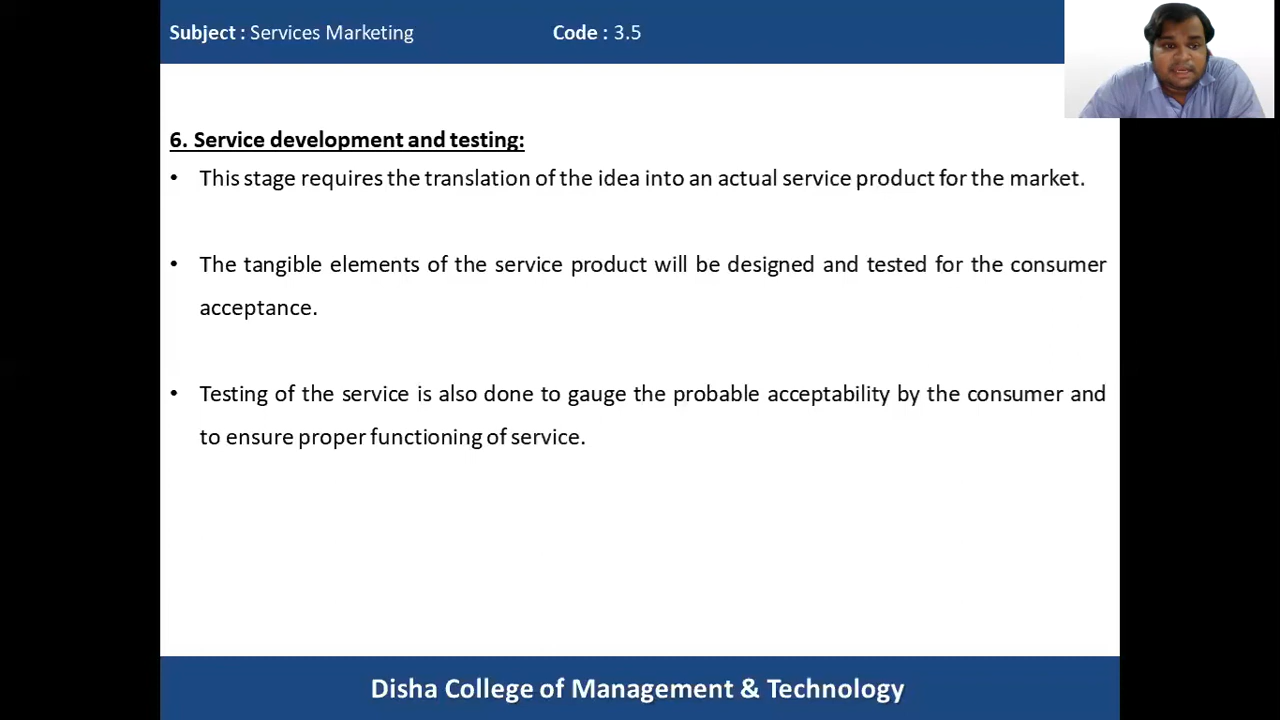 Subject : Services Marketing Code : 3.5
6. Service development and testing:
• This stage requires the translation of the idea into an actual service product for the market.
• The tangible elements of the service product will be designed and tested for the consumer
acceptance.
• Testing of the service is also done to gauge the probable acceptability by the consumer and
to ensure proper functioning of service.
Disha College of Management & Technology